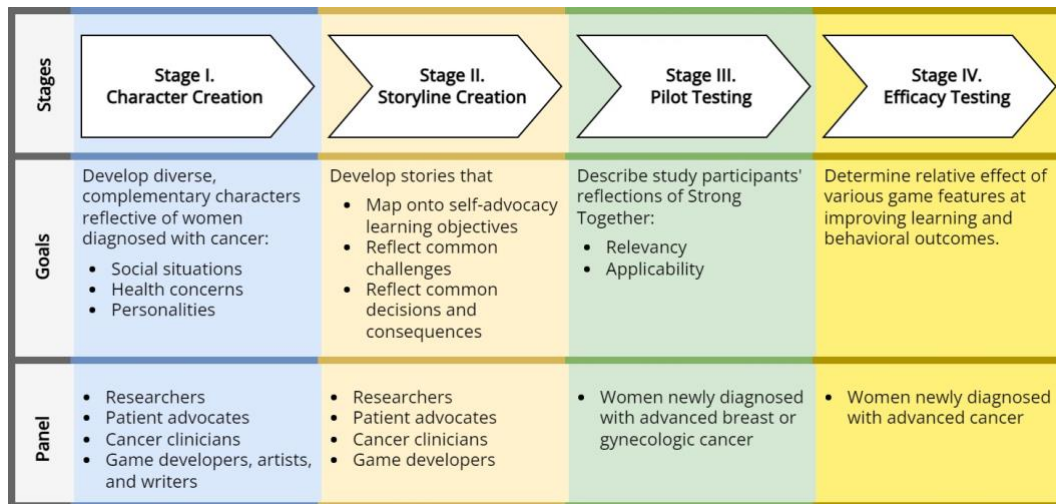 Stages
Stage I.
Character Creation
Stage II.
Storyline Creation
Stage III.
Pilot Testing
Stage IV.
Efficacy Testing
Goals
Develop diverse,
complementary characters
reflective of women
diagnosed with cancer:
• Social situations
• Health concerns
• Personalities
Develop stories that
• Map onto self-advocacy
learning objectives
• Reflect common
challenges
• Reflect common
decisions and
consequences
Describe study participants'
reflections of Strong
Together:
• Relevancy
• Applicability
Determine relative effect of
various game features at
improving learning and
behavioral outcomes.
Panel
• Researchers
• Patient advocates
• Cancer clinicians
• Game developers, artists,
and writers
• Researchers
• Patient advocates
• Cancer clinicians
• Game developers
• Women newly diagnosed
with advanced breast or
gynecologic cancer
• Women newly diagnosed
with advanced cancer